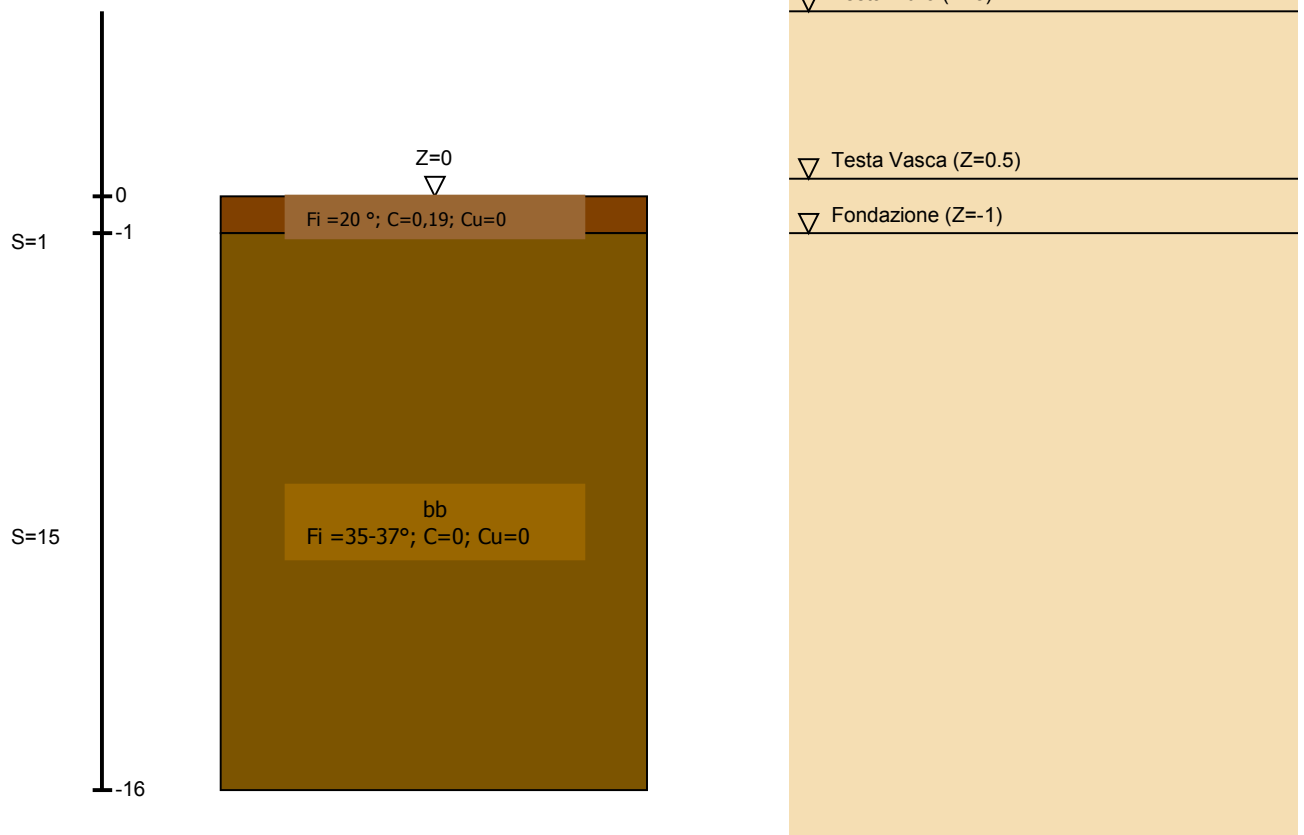 Z=0
0
-1
S=1
Fi =20 °; C=0,19; Cu=0
bb
Fi =35-37°; C=0; Cu=0
S=15
-16
Testa Vasca (Z=0.5)
Fondazione (Z=-1)